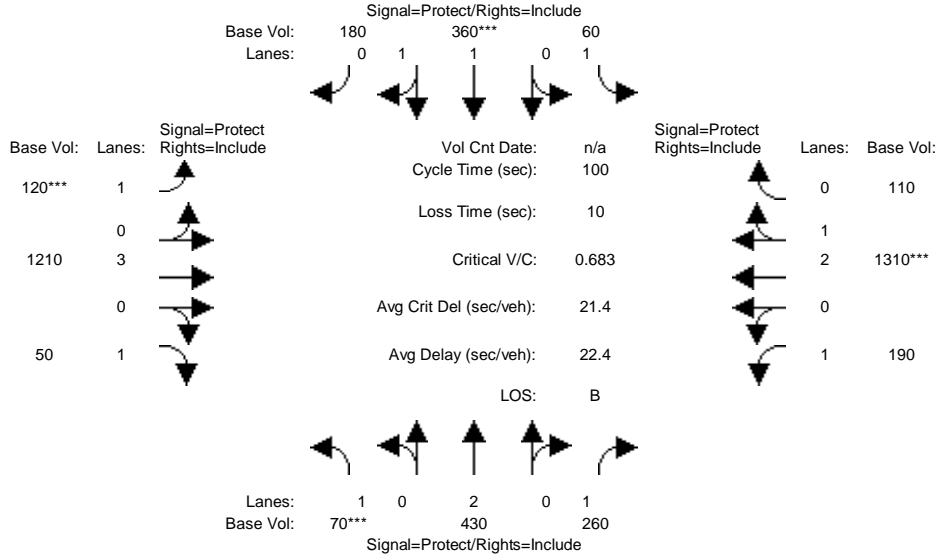 Signal=Protect/Rights=Include
Base Vol: 180 360*** 60
Lanes: 0 1 1 0 1
Signal=Protect
Rights=Include
Base Vol: Lanes:
Vol Cnt Date: n/a
Signal=Protect
Rights=Include
Lanes: Base Vol:
Cycle Time (sec): 100
120*** 1
0 110
Loss Time (sec): 10
0
1
1210 3
Critical V/C: 0.683
2 1310***
0
Avg Crit Del (sec/veh): 21.4
0
50 1
Avg Delay (sec/veh): 22.4
1 190
LOS: B
Lanes: 1 0 2 0 1
Base Vol: 70*** 430 260
Signal=Protect/Rights=Include